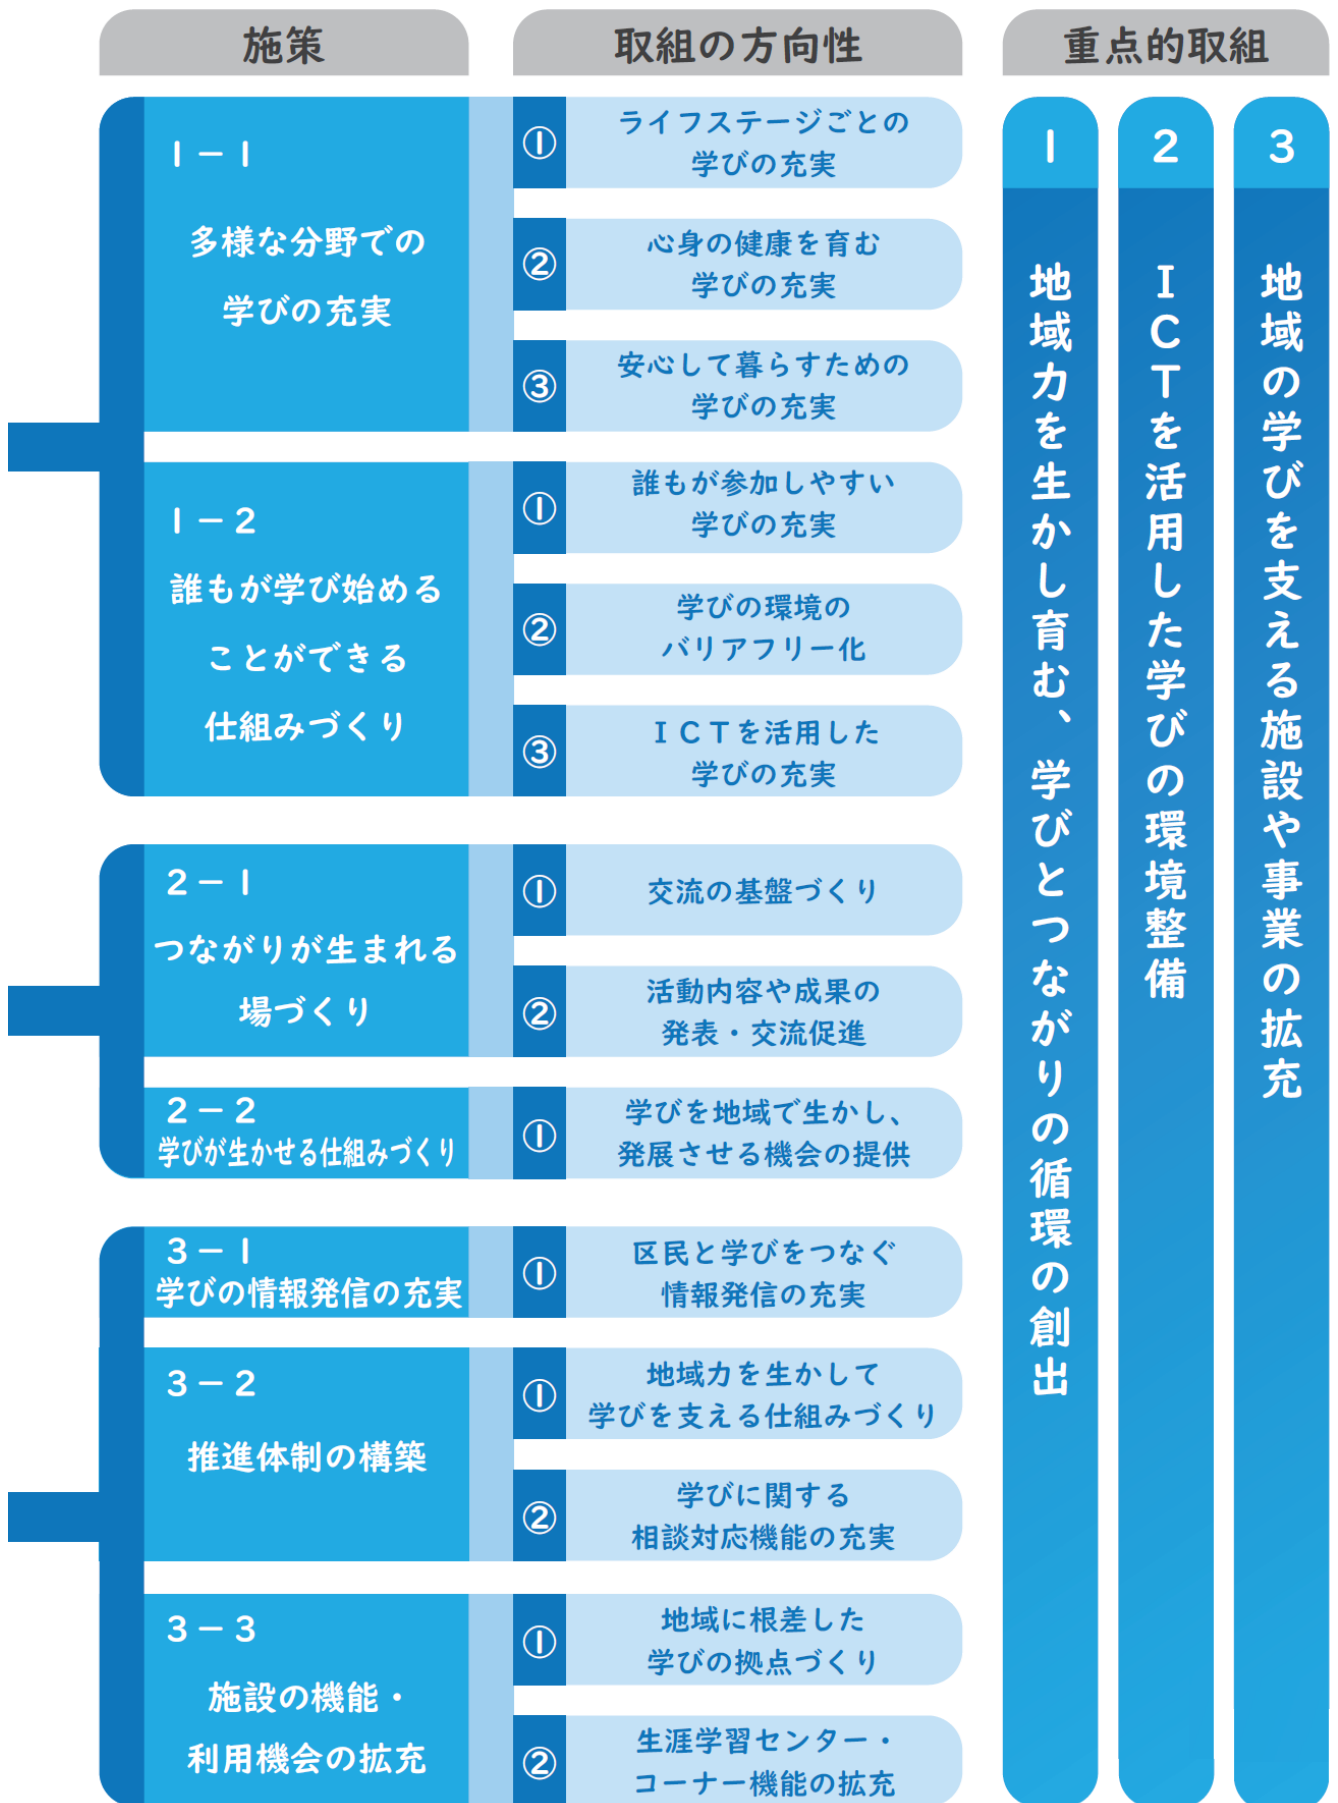 施策
取組の方向性
重点的取組
1－1
多様な分野での
学びの充実
①
ライフステージごとの
学びの充実
②
心身の健康を育む
学びの充実
③
安心して暮らすための
学びの充実
1－2
誰もが学び始める
ことができる
仕組みづくり
①
誰もが参加しやすい
学びの充実
②
学びの環境の
バリアフリー化
③
ＩＣＴを活用した
学びの充実
2－1
つながりが生まれる
場づくり
①
交流の基盤づくり
②
活動内容や成果の
発表・交流促進
2－2
学びが生かせる仕組みづくり
①
学びを地域で生かし、
発展させる機会の提供
3－1
学びの情報発信の充実
①
区民と学びをつなぐ
情報発信の充実
3－2
推進体制の構築
①
地域力を生かして
学びを支える仕組みづくり
②
学びに関する
相談対応機能の充実
3－3
施設の機能・
利用機会の拡充
①
地域に根差した
学びの拠点づくり
②
生涯学習センター・
コーナー機能の拡充
1
地域力を生かし育む、学びとつながりの循環の創出
2
ＩＣＴを活用した学びの環境整備
3
地域の学びを支える施設や事業の拡充